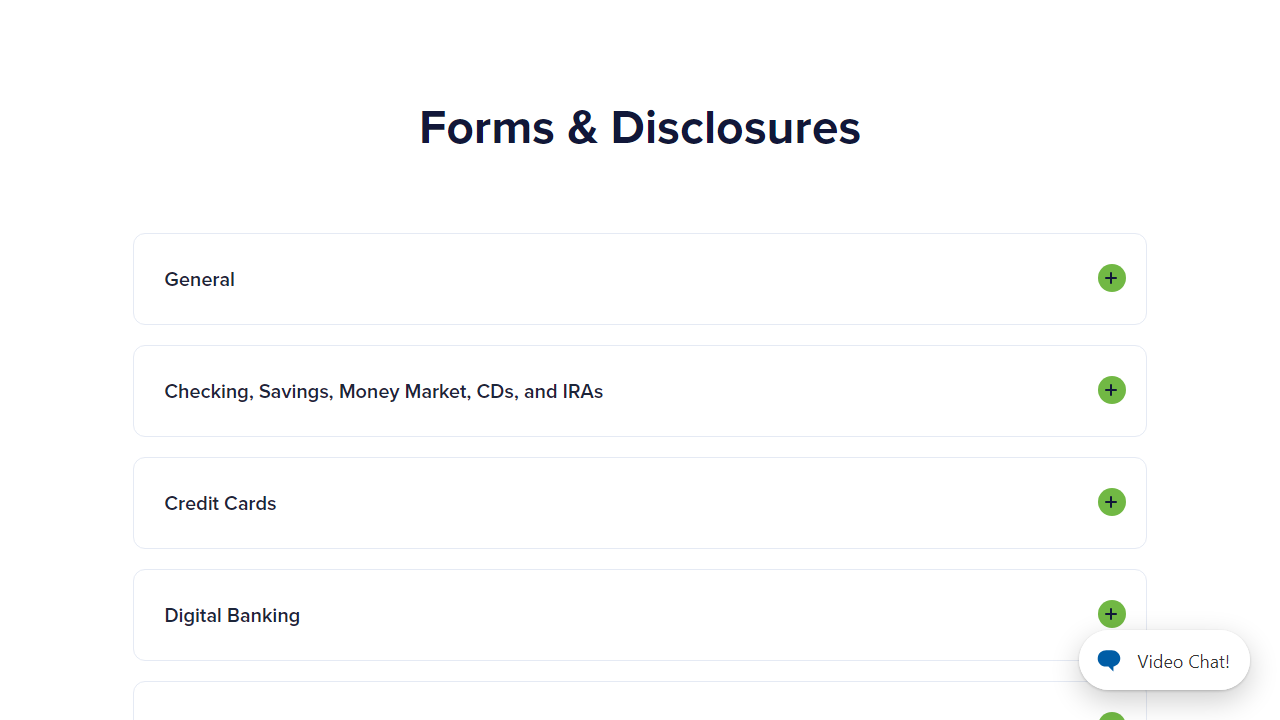 Forms & Disclosures
General
Checking, Savings, Money Market, CDs, and IRAs
Credit Cards
Digital Banking
Video Chat!